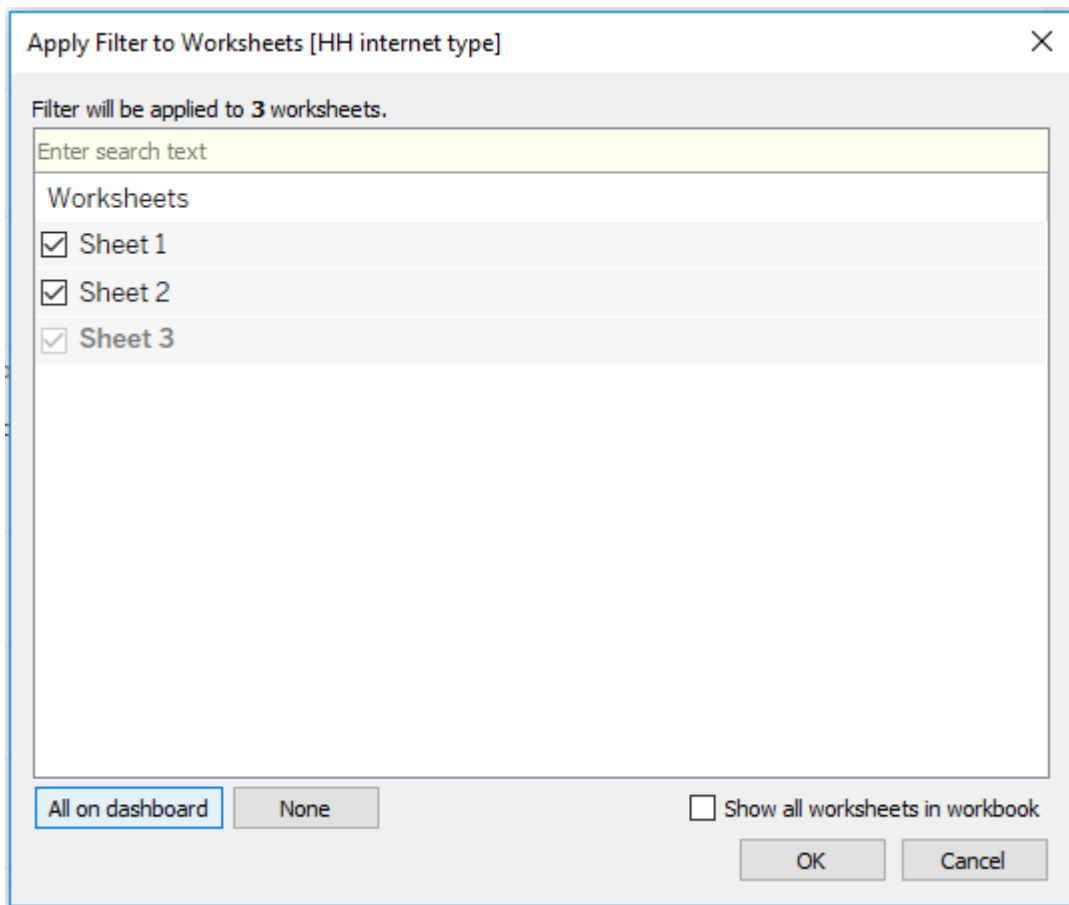 Apply Filter to Worksheets [HH internet type]
Filter will be applied to 3 worksheets.
Enter search text
Worksheets
Sheet 1
Sheet 2
Sheet 3
All on dashboard None Show all worksheets in workbook
OK Cancel